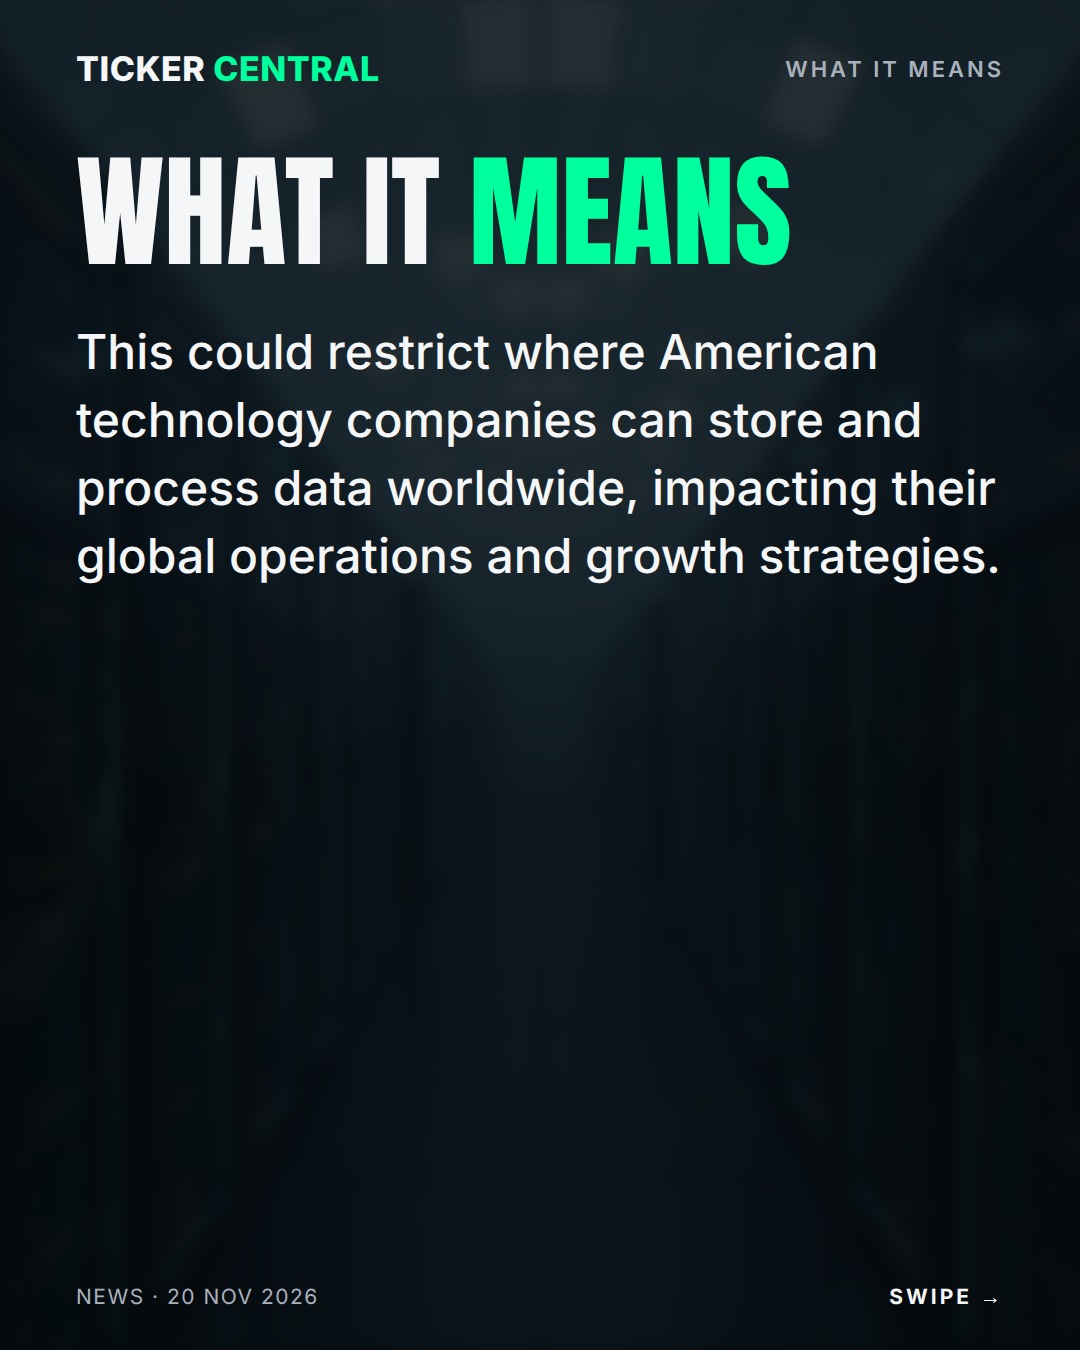 TICKER CENTRAL
WHAT IT MEANS
WHAT IT MEANS
This could restrict where American
technology companies can store and
process data worldwide, impacting their
global operations and growth strategies.
NEWS · 20 NOV 2026
SWIPE →